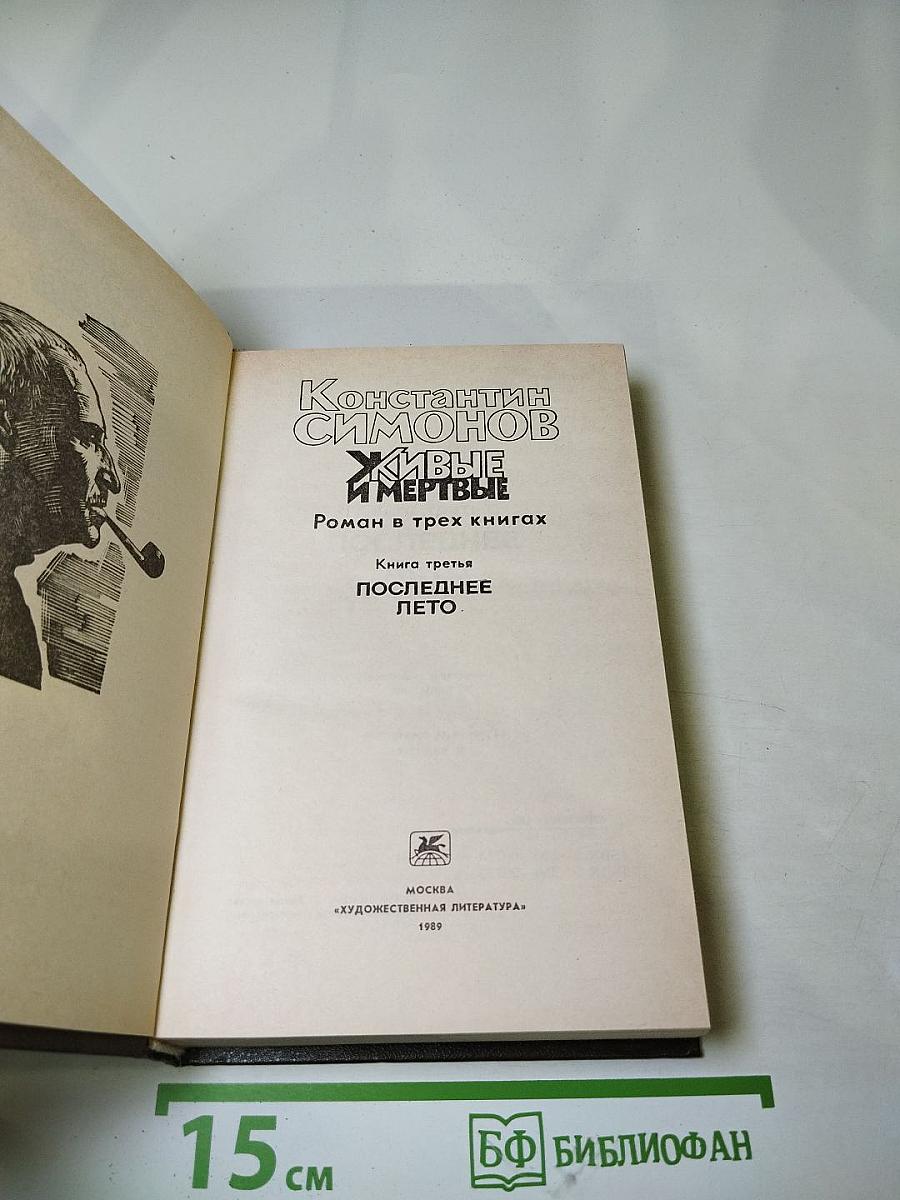 Константин
СИМОНОВ
ЖИВЫЕ
И МЕРТВЫЕ
Роман в трех книгах
Книга третья
ПОСЛЕДНЕЕ
ЛЕТО
МОСКВА
«ХУДОЖЕСТВЕННАЯ ЛИТЕРАТУРА»
1989
15 см
БФ БИБЛИОФАН